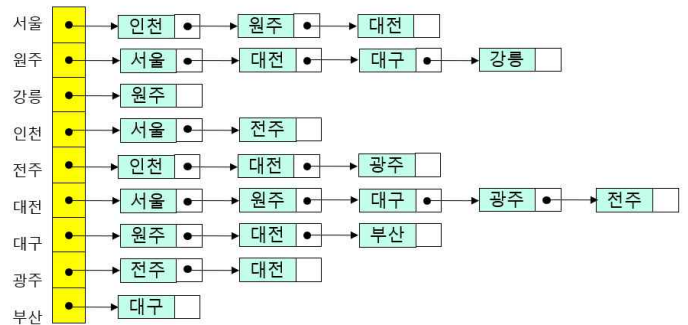 서울 인천 원주 대전
원주 서울 대전 대구 강릉
강릉 원주
인천 서울 전주
전주 인천 대전 광주
대전 서울 원주 대구 광주 전주
대구 원주 대전 부산
광주 전주 대전
부산 대구